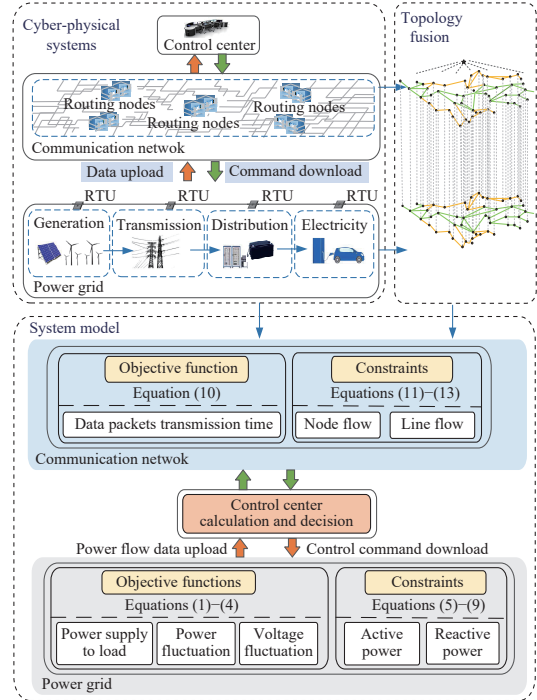 Cyber-physical
systems
Control center
Topology
fusion
Routing nodes
Routing nodes
Routing nodes
Communication netwok
Data upload
Command download
RTU
RTU
RTU
RTU
Generation
Transmission
Distribution
Electricity
Power grid
System model
Objective function
Equation (10)
Data packets transmission time
Constraints
Equations (11)−(13)
Node flow
Line flow
Communication netwok
Control center
calculation and decision
Power flow data upload
Control command download
Objective functions
Equations (1)−(4)
Power supply
to load
Power
fluctuation
Voltage
fluctuation
Constraints
Equations (5)−(9)
Active
power
Reactive
power
Power grid